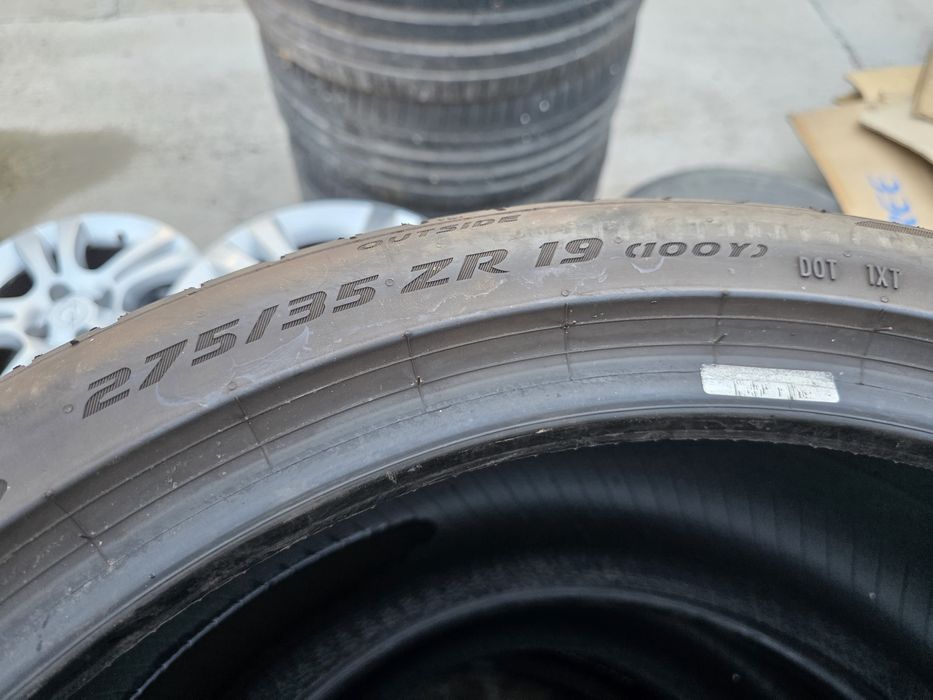 OUTSIDE
275/35 ZR 19 (100Y)
DOT 1XT